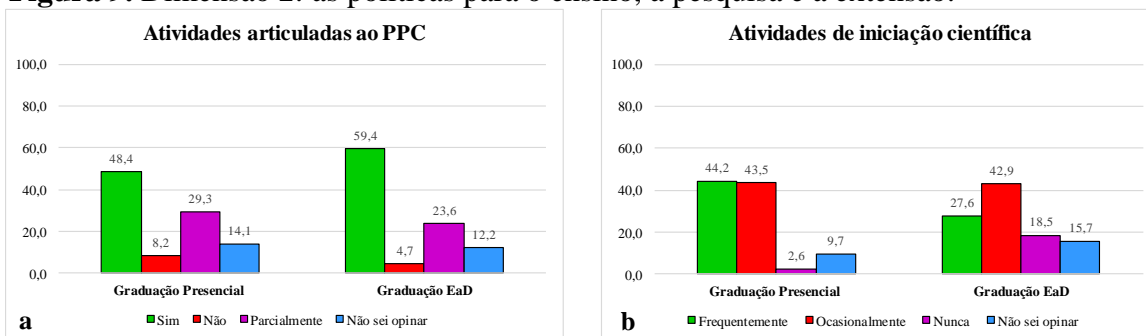 Figura 9: Dimensão 2: as políticas para o ensino, a pesquisa e a extensão.
Atividades articuladas ao PPC
100,0
80,0
60,0
40,0
20,0
0,0
48,4
8,2
29,3
14,1
59,4
4,7
23,6
12,2
Graduação Presencial
Graduação EaD
a
Sim Não Parcialmente Não sei opinar
Atividades de iniciação científica
100,0
80,0
60,0
40,0
20,0
0,0
44,2
43,5
2,6
9,7
27,6
42,9
18,5
15,7
Graduação Presencial
Graduação EaD
b
Frequentemente Ocasionalmente Nunca Não sei opinar